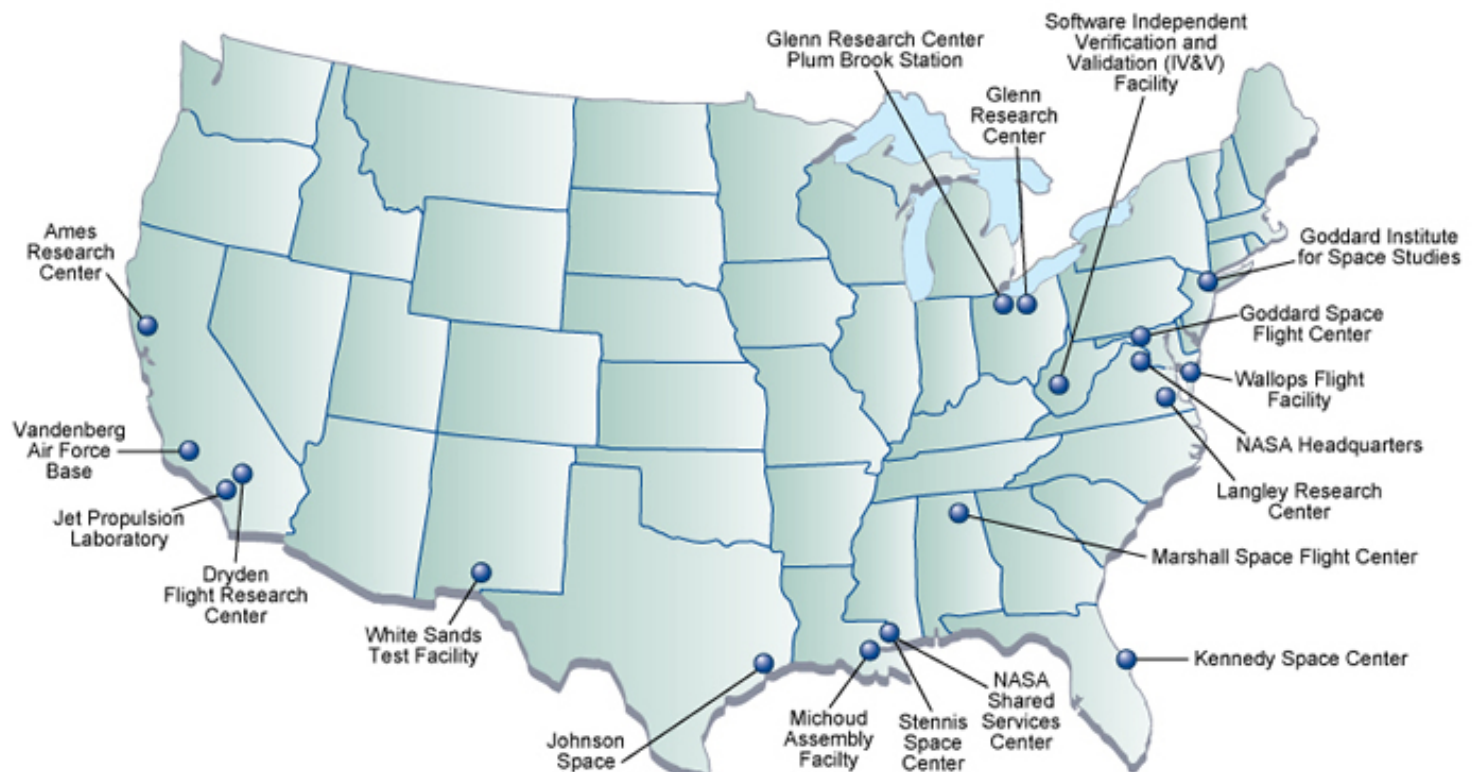 Glenn Research Center
Plum Brook Station
Software Independent
Verification and
Validation (IV&V)
Facility
Glenn
Research
Center
Ames
Research
Center
Goddard Institute
for Space Studies
Goddard Space
Flight Center
Wallops Flight
Facility
Vandenberg
Air Force
Base
NASA Headquarters
Langley Research
Center
Jet Propulsion
Laboratory
Marshall Space Flight Center
Dryden
Flight Research
Center
White Sands
Test Facility
Kennedy Space Center
Johnson
Space
Michoud
Assembly
Facilty
Stennis
Space
Center
NASA
Shared
Services
Center